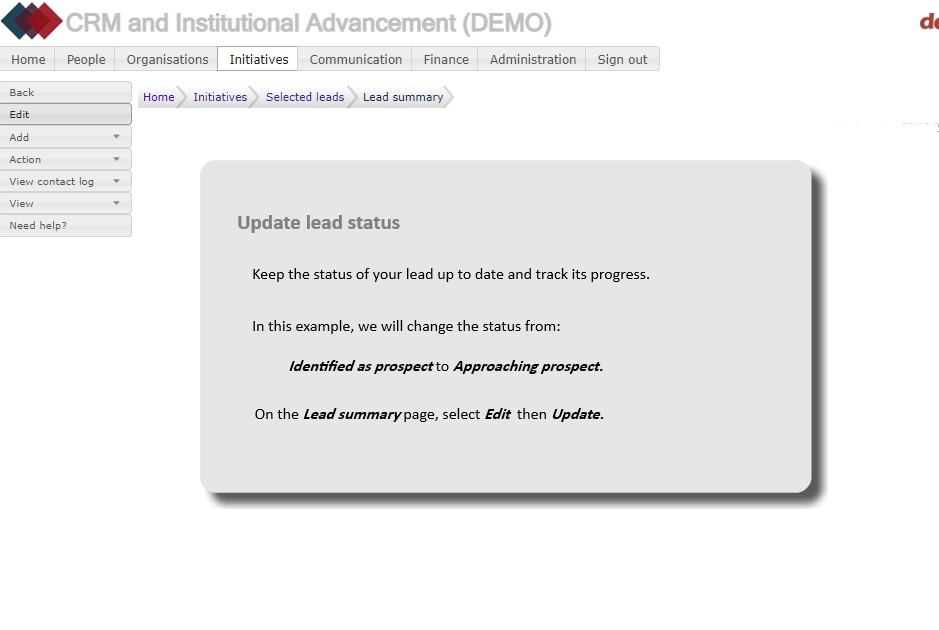 CRM and Institutional Advancement (DEMO)
Home People Organisations Initiatives Communication Finance Administration Sign out
Back
Edit
Add
Action
View contact log
View
Need help?
Home Initiatives Selected leads Lead summary
Update lead status
Keep the status of your lead up to date and track its progress.
In this example, we will change the status from:
Identified as prospect to Approaching prospect.
On the Lead summary page, select Edit then Update.